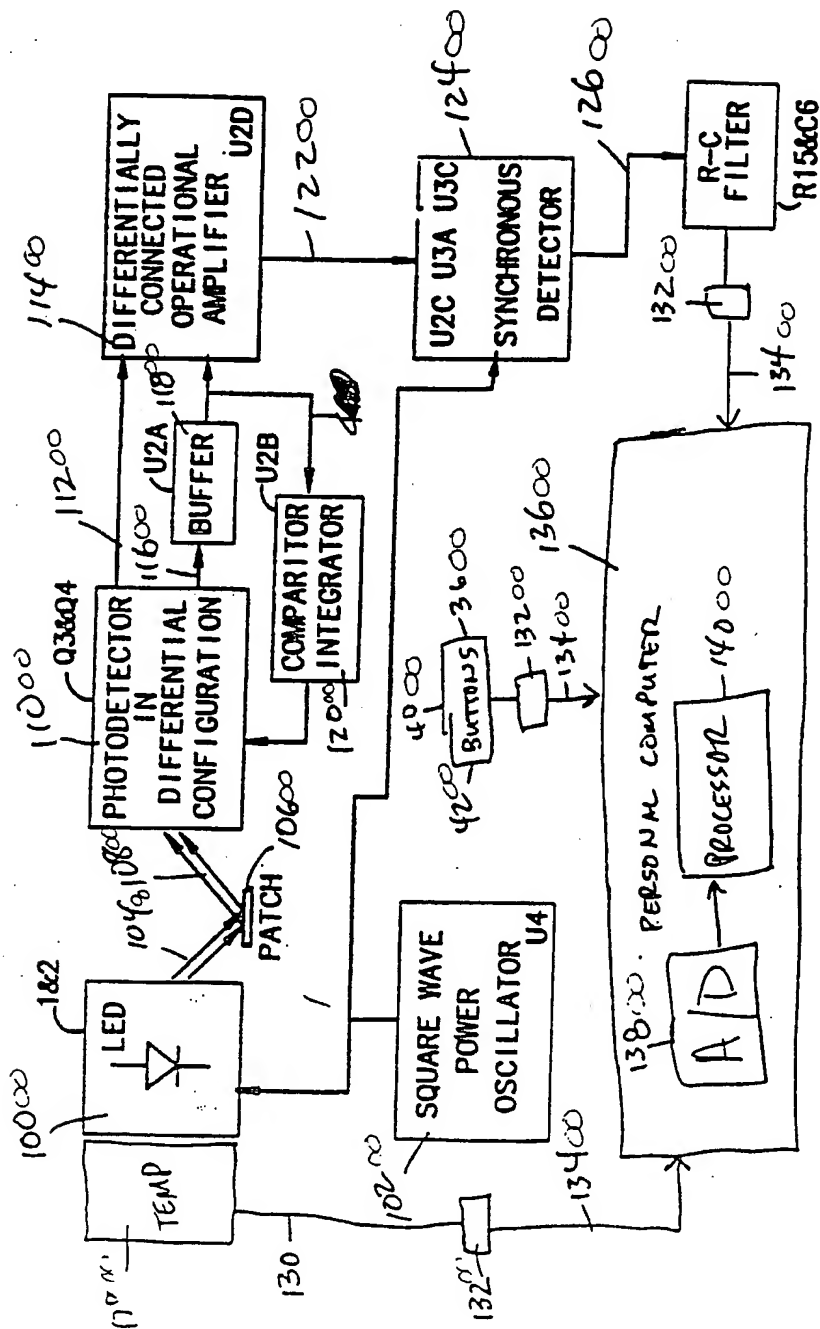 10000
1&2
LED
TEMP
130
13400
SQUARE WAVE
POWER
OSCILLATOR
U4
PATCH
10600
11000
Q3&Q4
PHOTODETECTOR
IN
DIFFERENTIAL
CONFIGURATION
11200
11600
U2A
BUFFER
11800
U2B
COMPARITOR
INTEGRATOR
12000
11400
DIFFERENTIALLY
CONNECTED
OPERATIONAL
AMPLIFIER
U2D
12200
U2C U3A U3C
SYNCHRONOUS
DETECTOR
12400
12600
R-C
FILTER
R15&C6
13200
13400
4000
4200
BUTTONS
3600
13200
13400
13600
PERSONAL COMPUTER
13800
A/D
PROCESSOR
14000